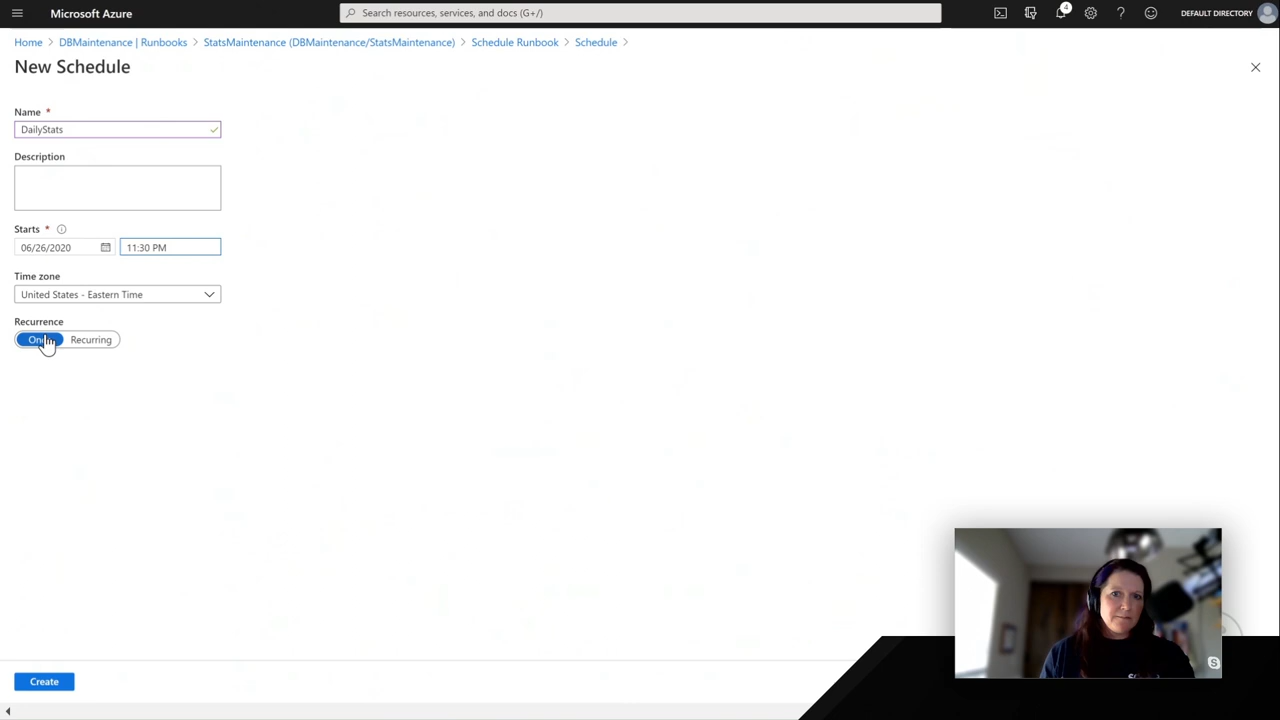 Microsoft Azure
Search resources, services, and docs (G+/)
4
DEFAULT DIRECTORY
Home > DBMaintenance | Runbooks > StatsMaintenance (DBMaintenance/StatsMaintenance) > Schedule Runbook > Schedule >
New Schedule
Name *
DailyStats
Description
Starts *
06/26/2020 11:30 PM
Time zone
United States - Eastern Time
Recurrence
Recurring
Create